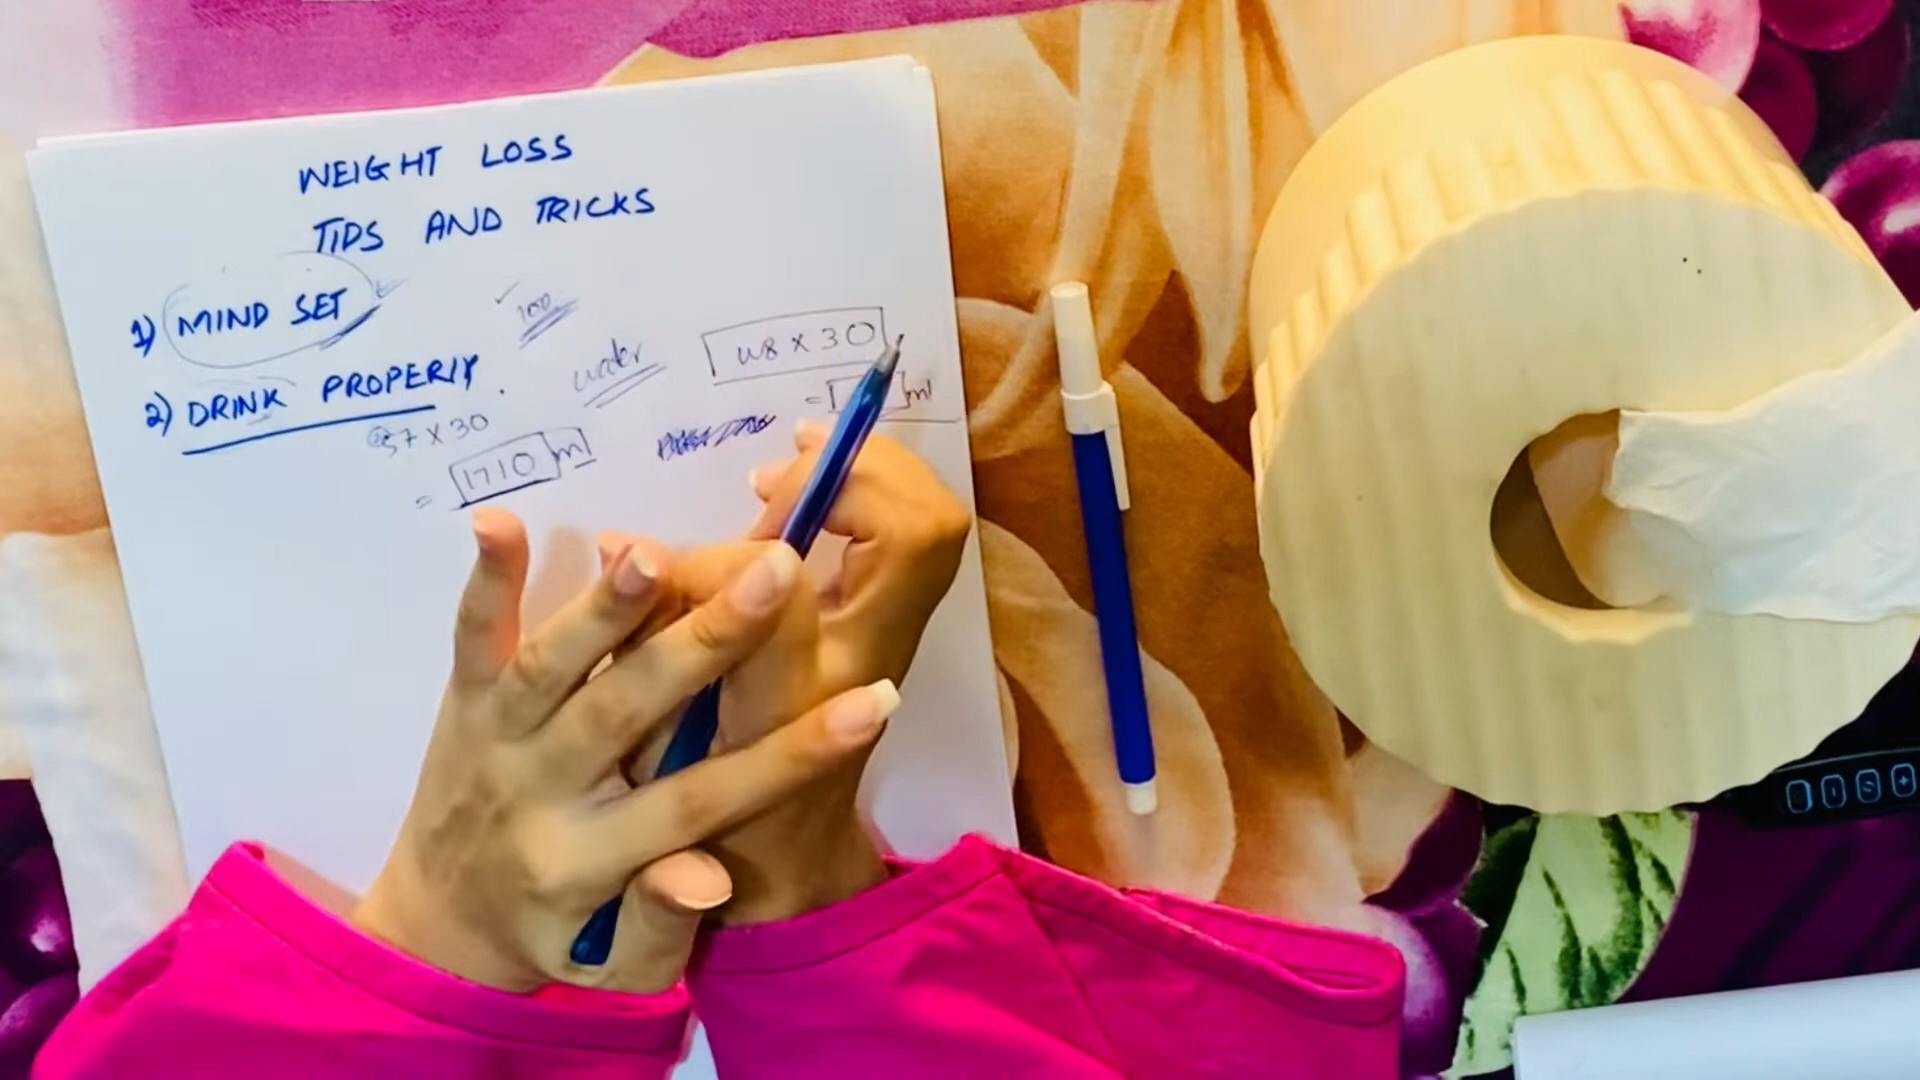 WEIGHT LOSS
TIPS AND TRICKS
1) MIND SET
100
2) DRINK PROPERLY.
water
48 x 30
= ml
57 x 30
= 1710 ml